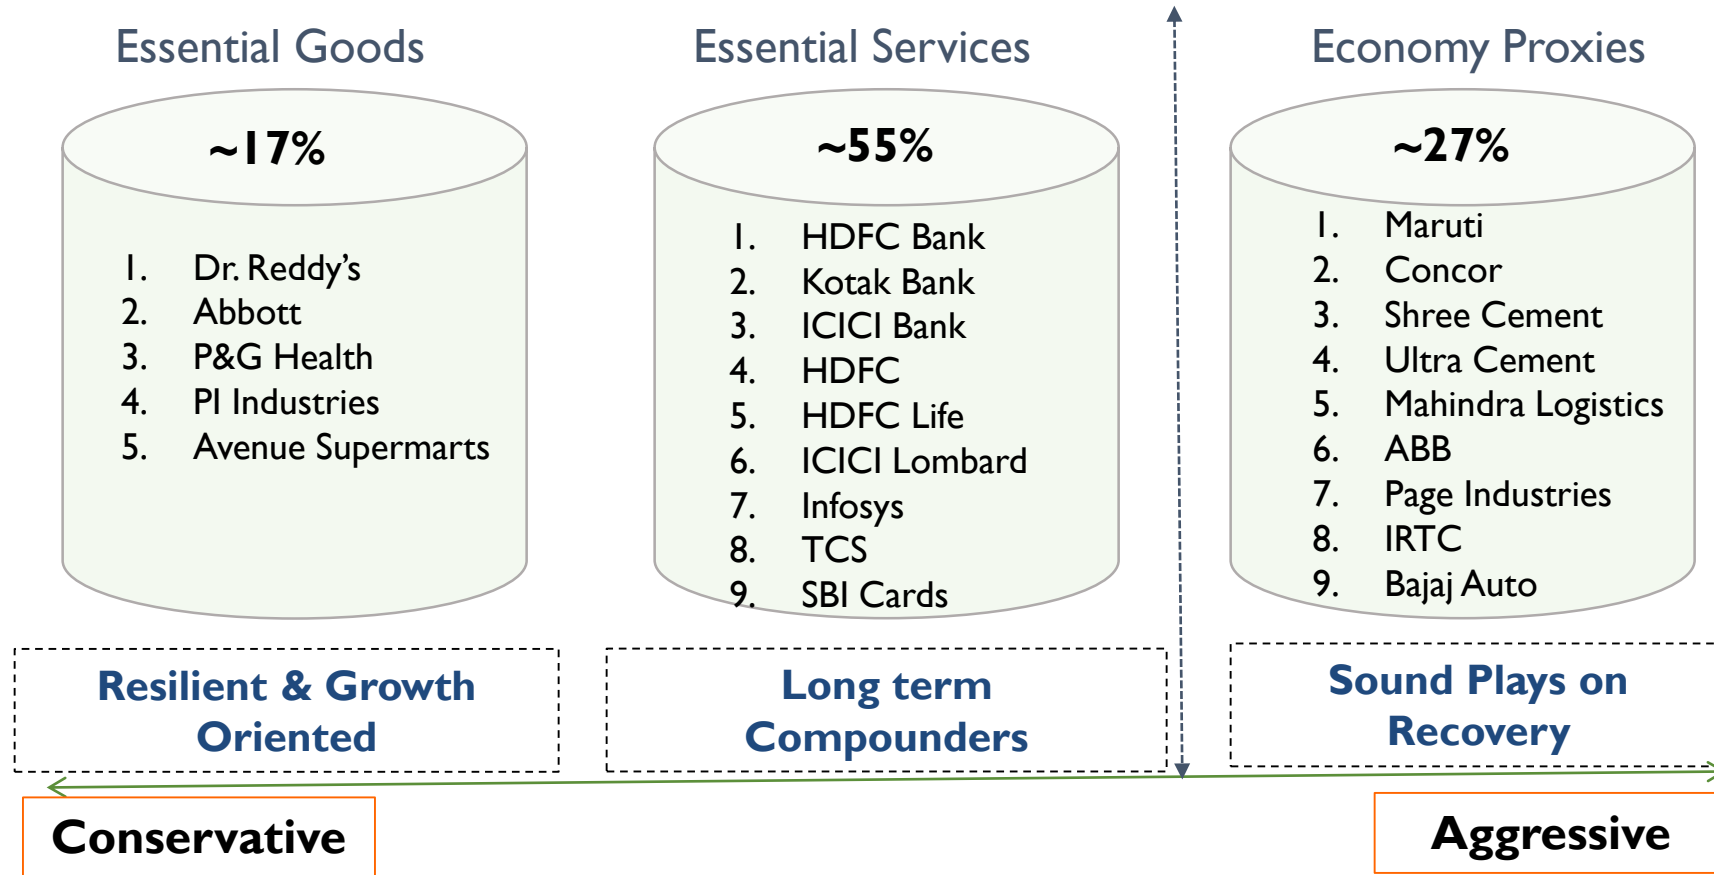 Essential Goods
~17%
1. Dr. Reddy's
2. Abbott
3. P&G Health
4. PI Industries
5. Avenue Supermarts
Resilient & Growth
Oriented
Essential Services
~55%
1. HDFC Bank
2. Kotak Bank
3. ICICI Bank
4. HDFC
5. HDFC Life
6. ICICI Lombard
7. Infosys
8. TCS
9. SBI Cards
Long term
Compounders
Economy Proxies
~27%
1. Maruti
2. Concor
3. Shree Cement
4. Ultra Cement
5. Mahindra Logistics
6. ABB
7. Page Industries
8. IRTC
9. Bajaj Auto
Sound Plays on
Recovery
Conservative
Aggressive